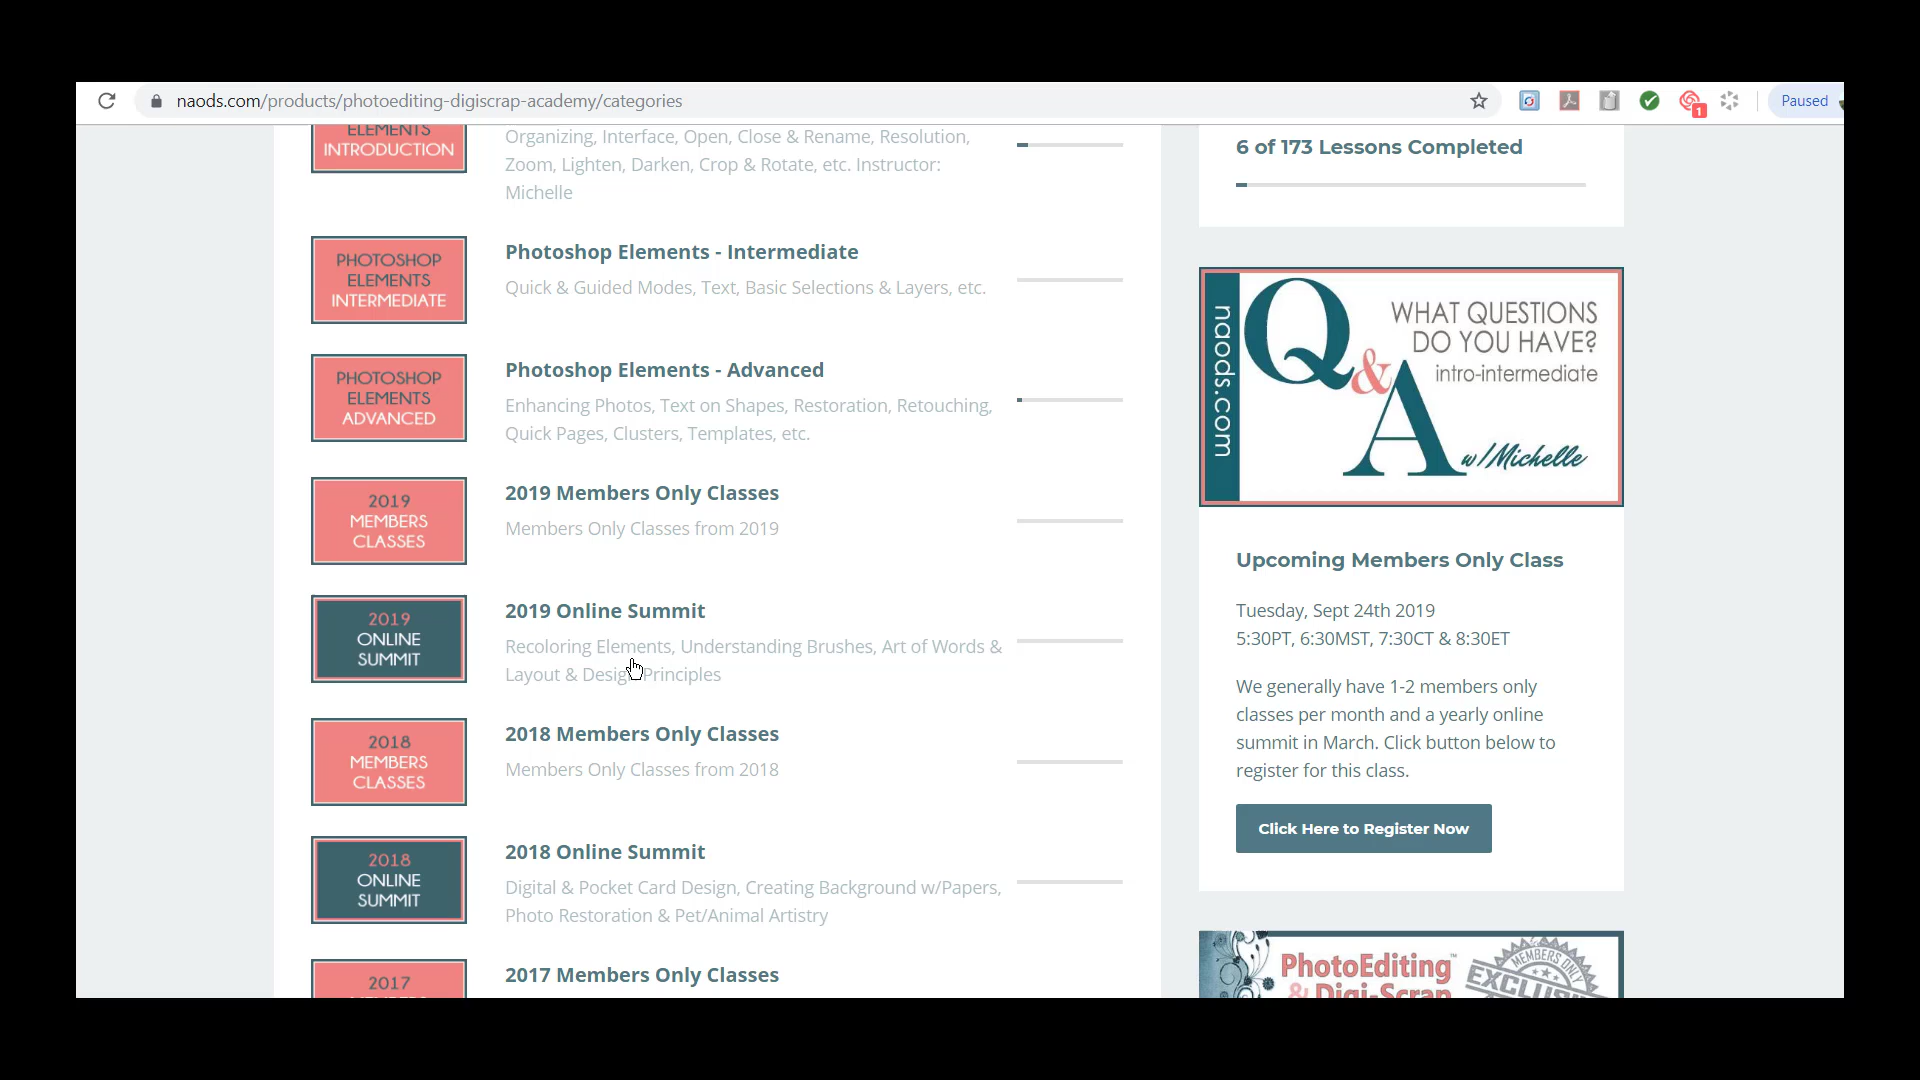 naods.com/products/photoediting-digiscrap-academy/categories
1
Paused
ELEMENTS
INTRODUCTION
Organizing, Interface, Open, Close & Rename, Resolution,
Zoom, Lighten, Darken, Crop & Rotate, etc. Instructor:
Michelle
PHOTOSHOP
ELEMENTS
INTERMEDIATE
Photoshop Elements - Intermediate
Quick & Guided Modes, Text, Basic Selections & Layers, etc.
PHOTOSHOP
ELEMENTS
ADVANCED
Photoshop Elements - Advanced
Enhancing Photos, Text on Shapes, Restoration, Retouching,
Quick Pages, Clusters, Templates, etc.
2019
MEMBERS
CLASSES
2019 Members Only Classes
Members Only Classes from 2019
2019
ONLINE
SUMMIT
2019 Online Summit
Recoloring Elements, Understanding Brushes, Art of Words &
Layout & Design Principles
2018
MEMBERS
CLASSES
2018 Members Only Classes
Members Only Classes from 2018
2018
ONLINE
SUMMIT
2018 Online Summit
Digital & Pocket Card Design, Creating Background w/Papers,
Photo Restoration & Pet/Animal Artistry
2017
MEMBERS
2017 Members Only Classes
6 of 173 Lessons Completed
naods.com
Q&A
WHAT QUESTIONS
DO YOU HAVE?
intro-intermediate
w/Michelle
Upcoming Members Only Class
Tuesday, Sept 24th 2019
5:30PT, 6:30MST, 7:30CT & 8:30ET
We generally have 1-2 members only
classes per month and a yearly online
summit in March. Click button below to
register for this class.
Click Here to Register Now
PhotoEditing™
& Digi-Scrap
MEMBERS ONLY